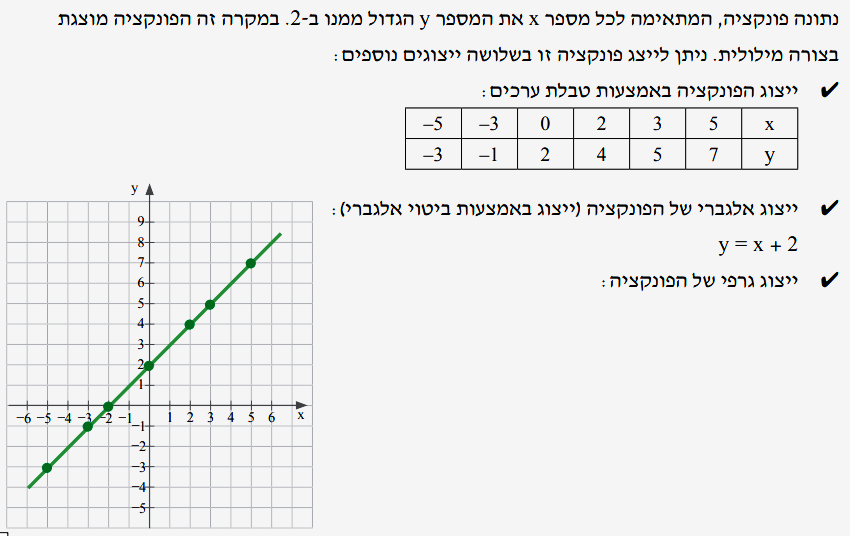 נתונה פונקציה, המתאימה לכל מספר x את המספר y הגדול ממנו ב-2. במקרה זה הפונקציה מוצגת
בצורה מילולית. ניתן לייצג פונקציה זו בשלושה ייצוגים נוספים:
✔ ייצוג הפונקציה באמצעות טבלת ערכים:
x 5 3 2 0 –3 –5
y 7 5 4 2 –1 –3
✔ ייצוג אלגברי של הפונקציה (ייצוג באמצעות ביטוי אלגברי):
y = x + 2
✔ ייצוג גרפי של הפונקציה:
y
9
8
7
6
5
4
3
2
1
–6 –5 –4 –3 –2 –1 1 2 3 4 5 6 x
–1
–2
–3
–4
–5